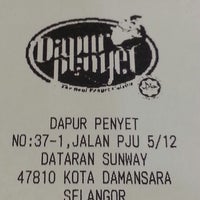 Dapur
Penyet
The Real Penyet Cuisine
DAPUR PENYET
NO:37-1,JALAN PJU 5/12
DATARAN SUNWAY
47810 KOTA DAMANSARA
SELANGOR